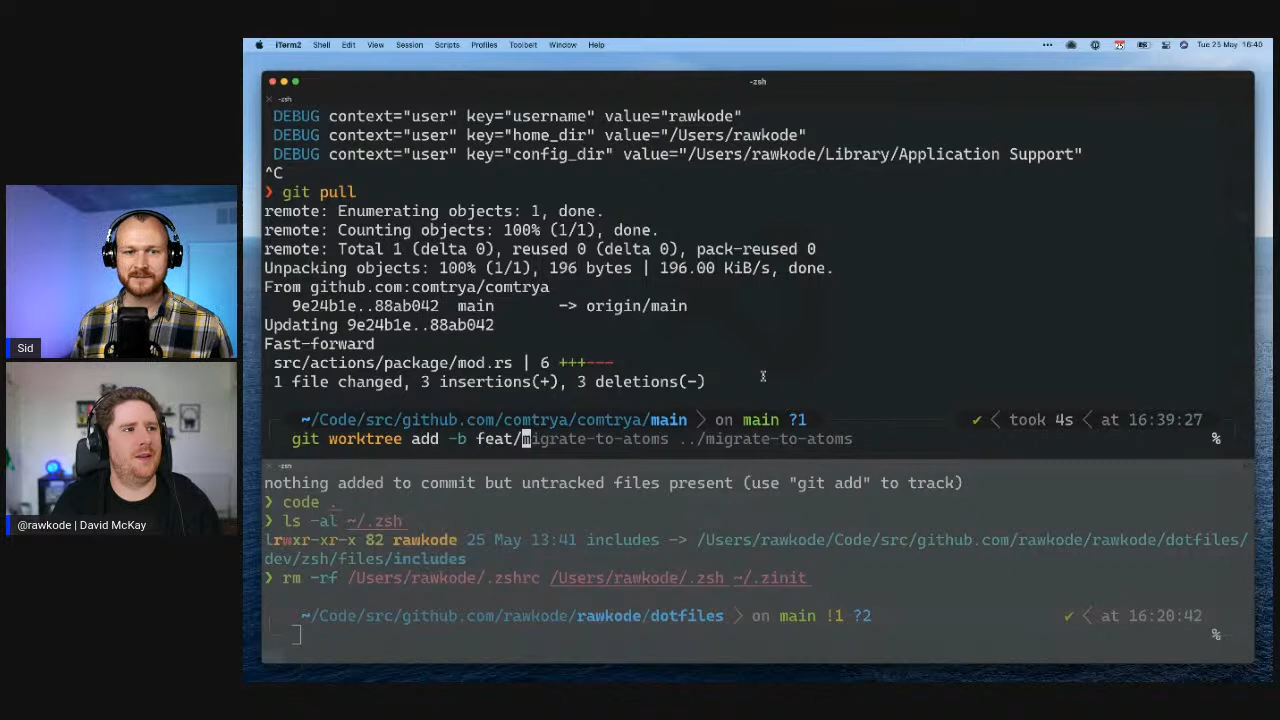 iTerm2 Shell Edit View Session Scripts Profiles Toolbelt Window Help
Tue 25 May 16:40
-zsh
-zsh
DEBUG context="user" key="username" value="rawkode"
DEBUG context="user" key="home_dir" value="/Users/rawkode"
DEBUG context="user" key="config_dir" value="/Users/rawkode/Library/Application Support"
^C
❯ git pull
remote: Enumerating objects: 1, done.
remote: Counting objects: 100% (1/1), done.
remote: Total 1 (delta 0), reused 0 (delta 0), pack-reused 0
Unpacking objects: 100% (1/1), 196 bytes | 196.00 KiB/s, done.
From github.com:comtrya/comtrya
9e24b1e..88ab042 main -> origin/main
Updating 9e24b1e..88ab042
Fast-forward
src/actions/package/mod.rs | 6 +++---
1 file changed, 3 insertions(+), 3 deletions(-)
~/Code/src/github.com/comtrya/comtrya/main on main ?1 ✔ took 4s at 16:39:27
git worktree add -b feat/migrate-to-atoms ../migrate-to-atoms %
-zsh
nothing added to commit but untracked files present (use "git add" to track)
❯ code .
❯ ls -al ~/.zsh
lrwxr-xr-x 82 rawkode 25 May 13:41 includes -> /Users/rawkode/Code/src/github.com/rawkode/rawkode/dotfiles/
dev/zsh/files/includes
❯ rm -rf /Users/rawkode/.zshrc /Users/rawkode/.zsh ~/.zinit
~/Code/src/github.com/rawkode/rawkode/dotfiles on main !1 ?2 ✔ at 16:20:42
%
Sid
@rawkode | David McKay